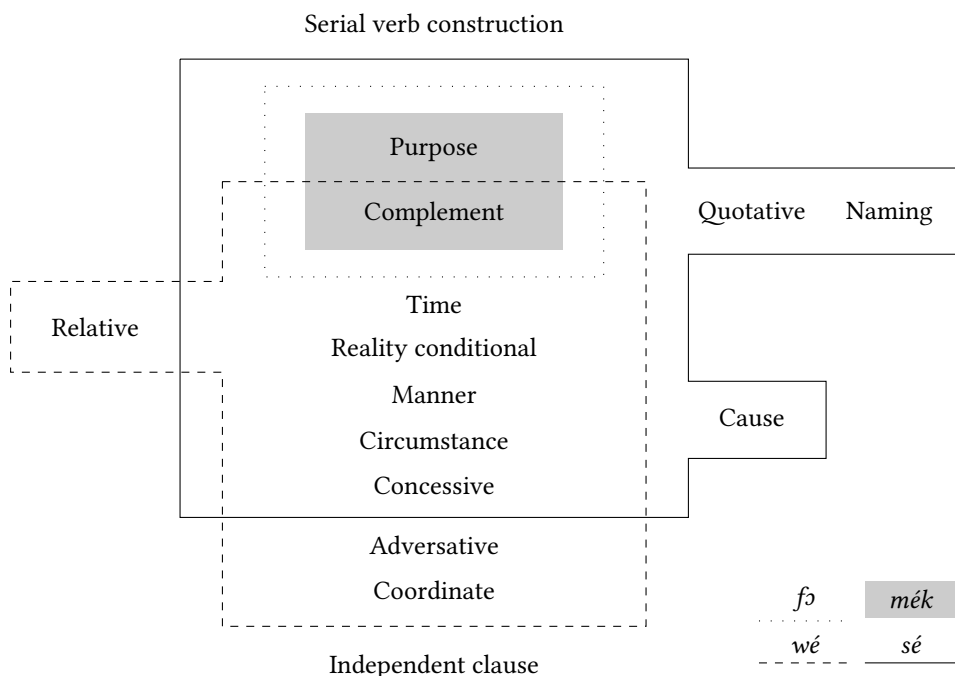 Serial verb construction
Purpose
Complement
Quotative Naming
Time
Relative
Reality conditional
Manner
Cause
Circumstance
Concessive
Adversative
Coordinate
fɔ mék
wé sé
Independent clause